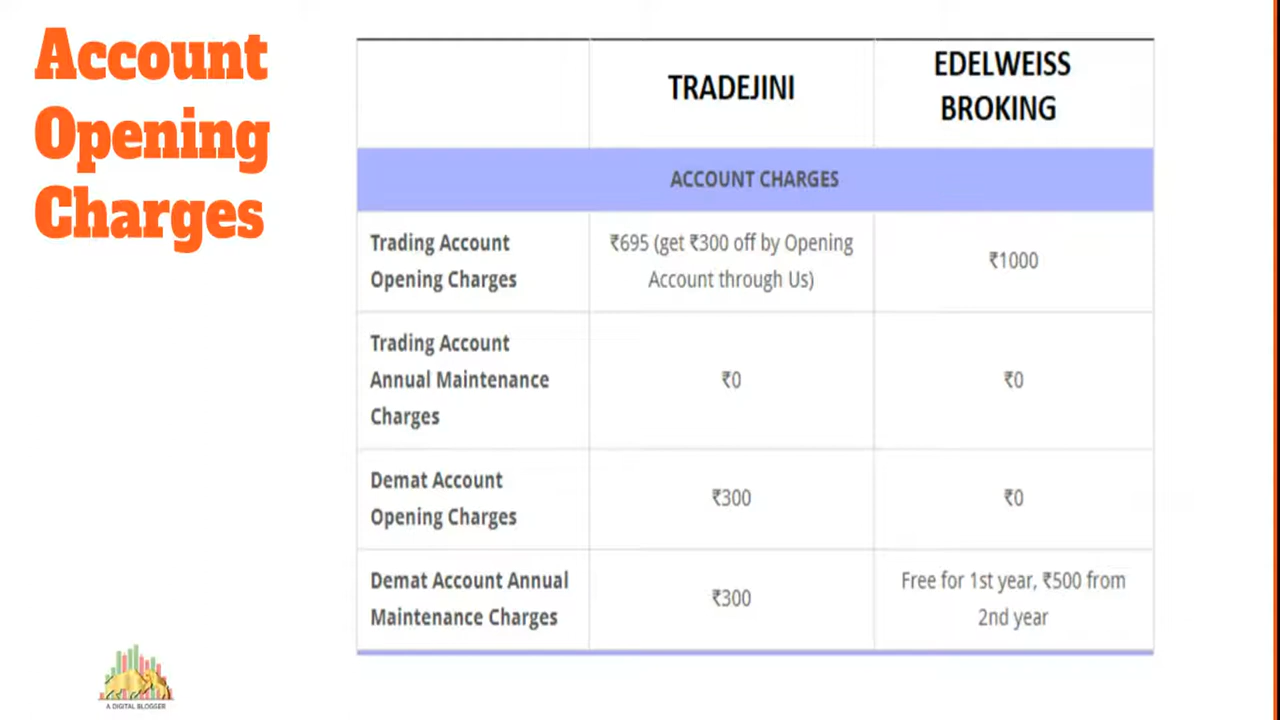 Account
Opening
Charges
TRADEJINI
EDELWEISS
BROKING
ACCOUNT CHARGES
Trading Account
Opening Charges
₹695 (get ₹300 off by Opening
Account through Us)
₹1000
Trading Account
Annual Maintenance
Charges
₹0
₹0
Demat Account
Opening Charges
₹300
₹0
Demat Account Annual
Maintenance Charges
₹300
Free for 1st year, ₹500 from
2nd year
A DIGITAL BLOGGER